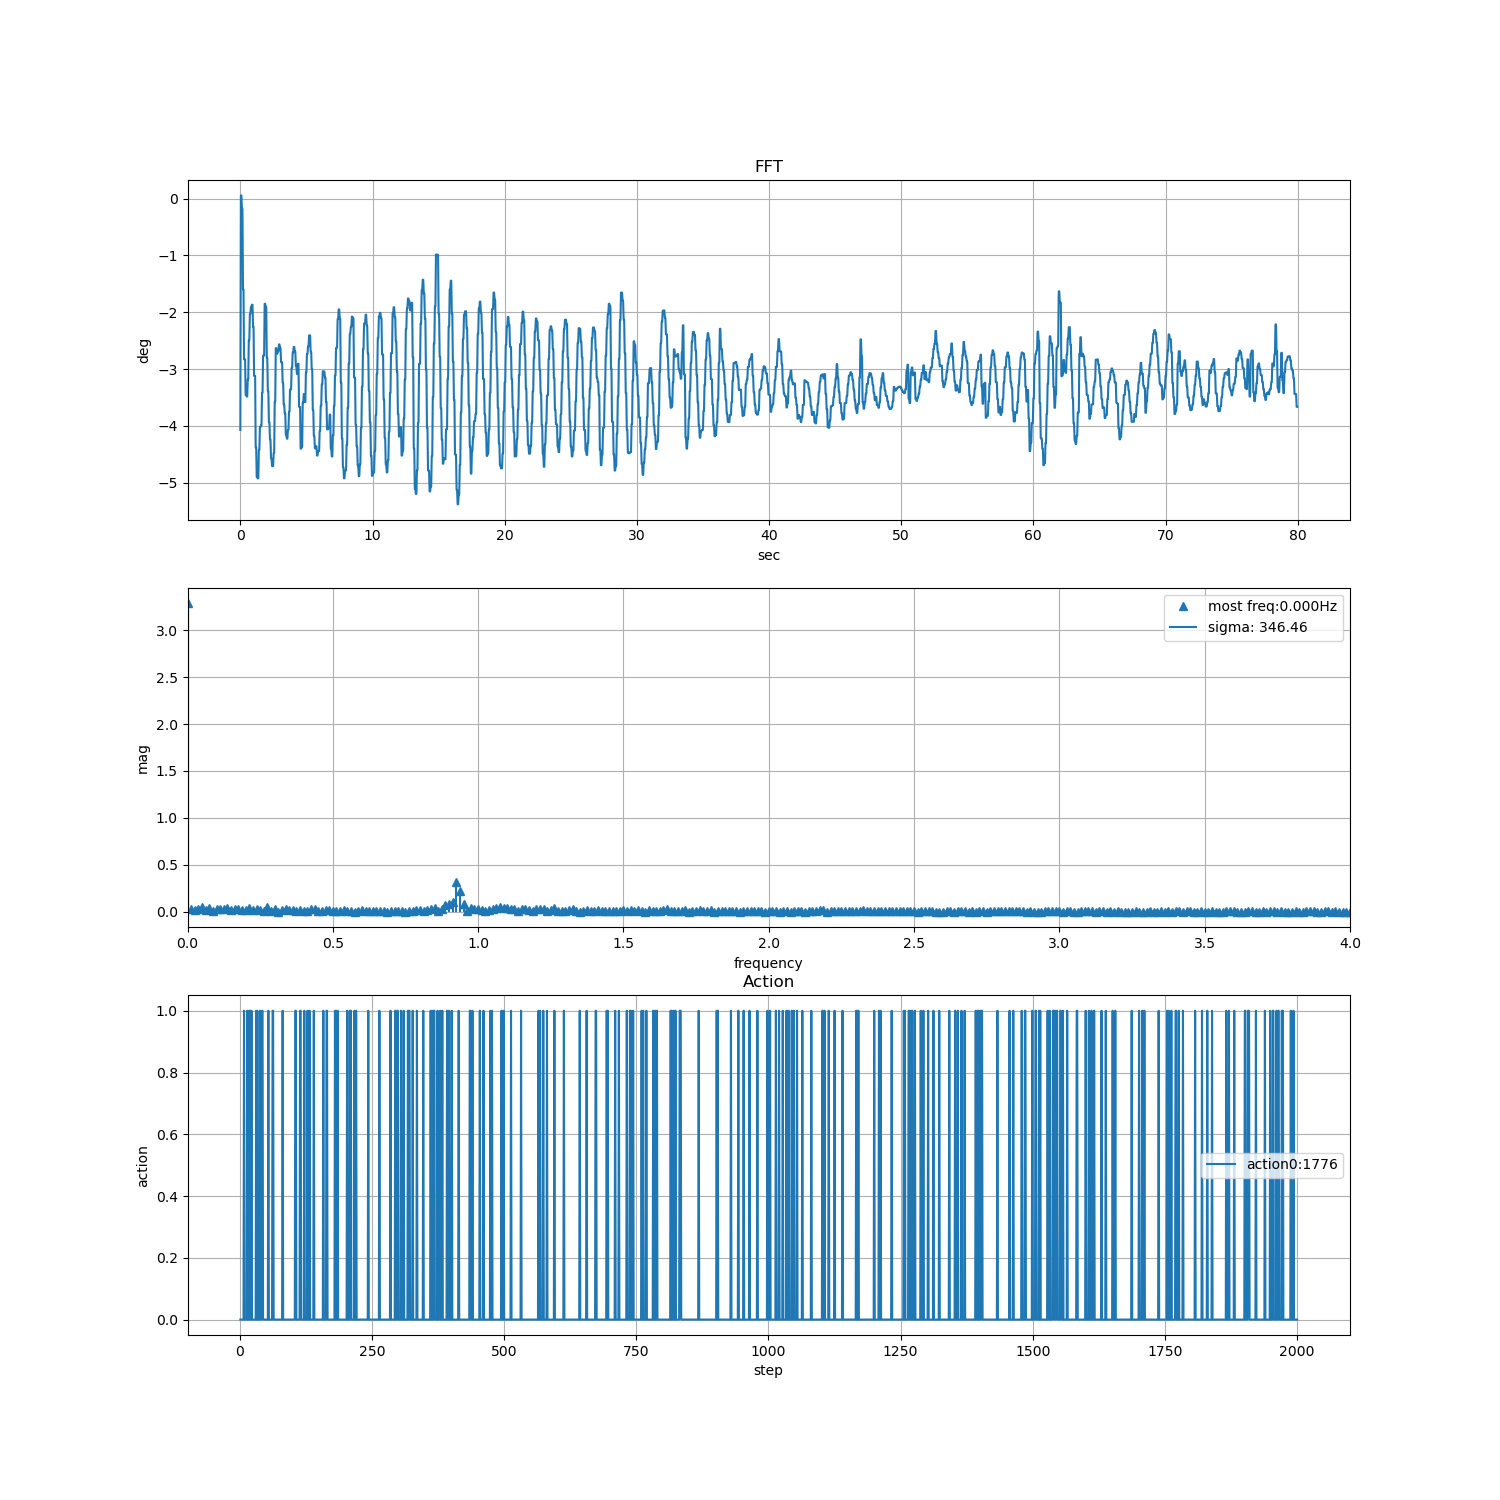 FFT
0
−1
−2
−3
−4
−5
deg
0 10 20 30 40 50 60 70 80
sec
most freq:0.000Hz
sigma: 346.46
3.0
2.5
2.0
1.5
1.0
0.5
0.0
mag
0.0 0.5 1.0 1.5 2.0 2.5 3.0 3.5 4.0
frequency
Action
1.0
0.8
0.6
0.4
0.2
0.0
action
action0:1776
0 250 500 750 1000 1250 1500 1750 2000
step